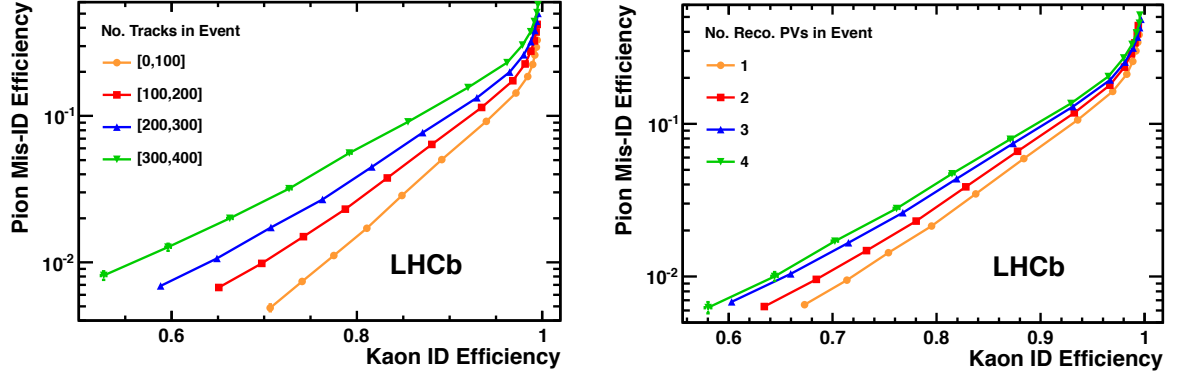 Pion Mis-ID Efficiency
No. Tracks in Event
[0,100]
[100,200]
[200,300]
[300,400]
10⁻¹
10⁻²
LHCb
0.6 0.8 1
Kaon ID Efficiency
Pion Mis-ID Efficiency
No. Reco. PVs in Event
1
2
3
4
10⁻¹
10⁻²
LHCb
0.6 0.7 0.8 0.9 1
Kaon ID Efficiency